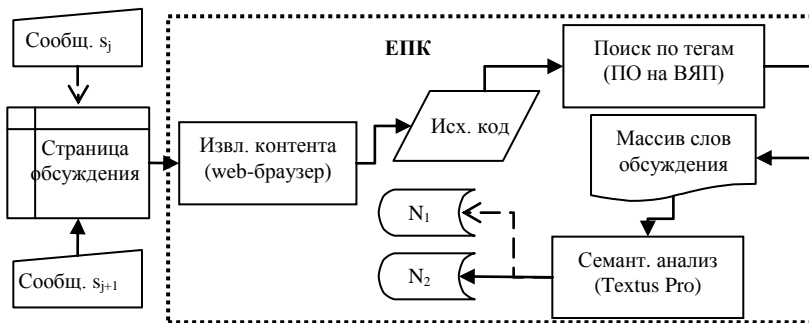 Сообщ. sj
ЕПК
Поиск по тегам
(ПО на ВЯП)
Страница
обсуждения
Извл. контента
(web-браузер)
Исх. код
Массив слов
обсуждения
N1
N2
Семант. анализ
(Textus Pro)
Сообщ. sj+1